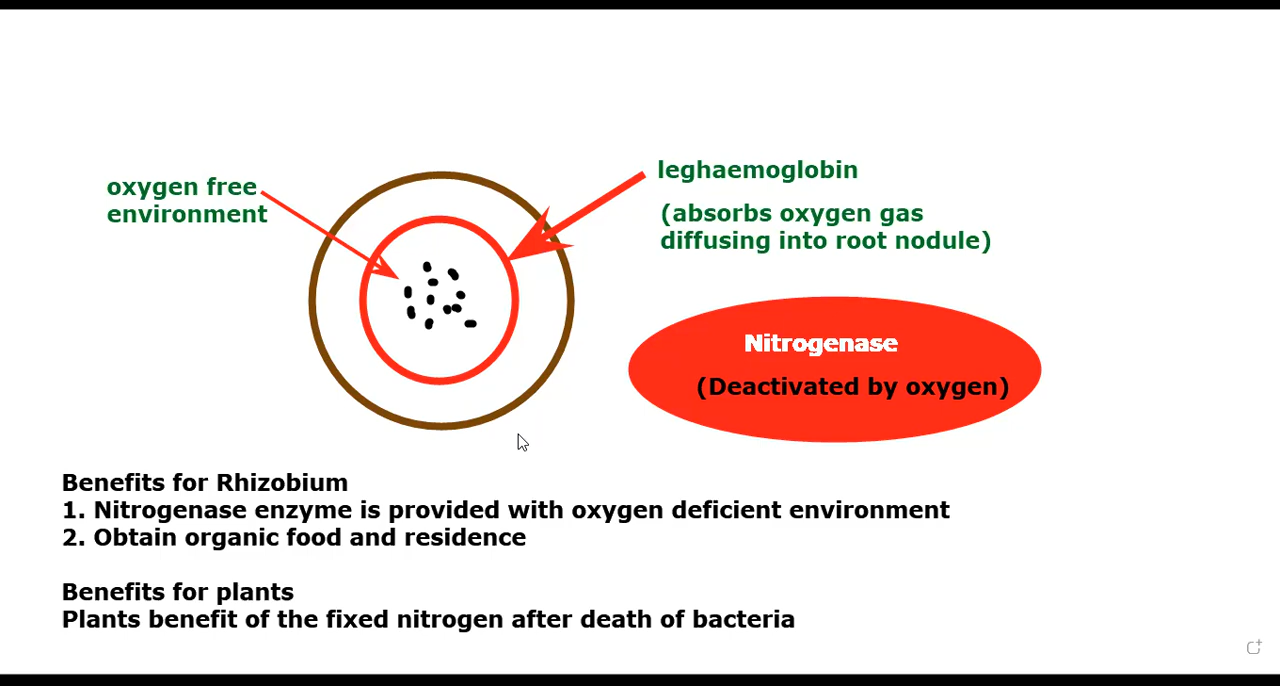 oxygen free
environment
leghaemoglobin
(absorbs oxygen gas
diffusing into root nodule)
Nitrogenase
(Deactivated by oxygen)
Benefits for Rhizobium
1. Nitrogenase enzyme is provided with oxygen deficient environment
2. Obtain organic food and residence
Benefits for plants
Plants benefit of the fixed nitrogen after death of bacteria